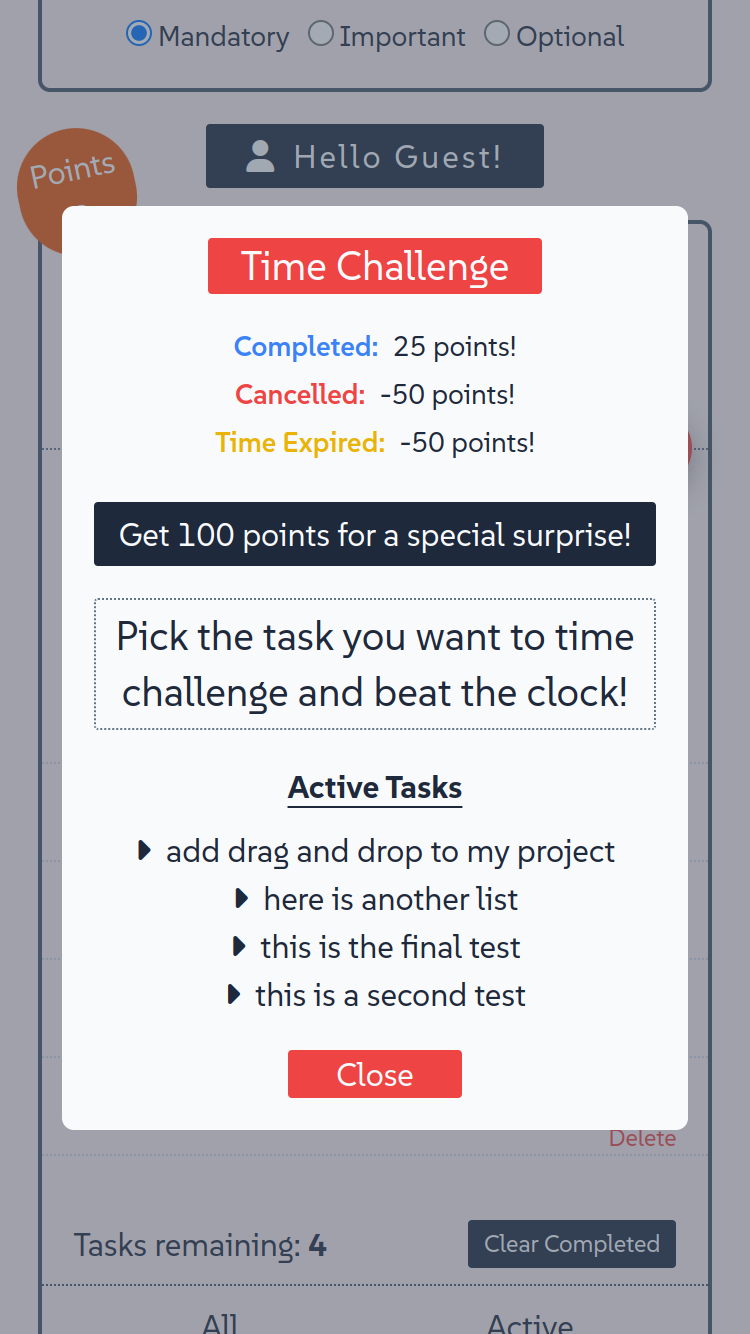 Mandatory Important Optional
Hello Guest!
Points
Time Challenge
Completed: 25 points!
Cancelled: -50 points!
Time Expired: -50 points!
Get 100 points for a special surprise!
Pick the task you want to time
challenge and beat the clock!
Active Tasks
add drag and drop to my project
here is another list
this is the final test
this is a second test
Close
Delete
Tasks remaining: 4
Clear Completed
All Active